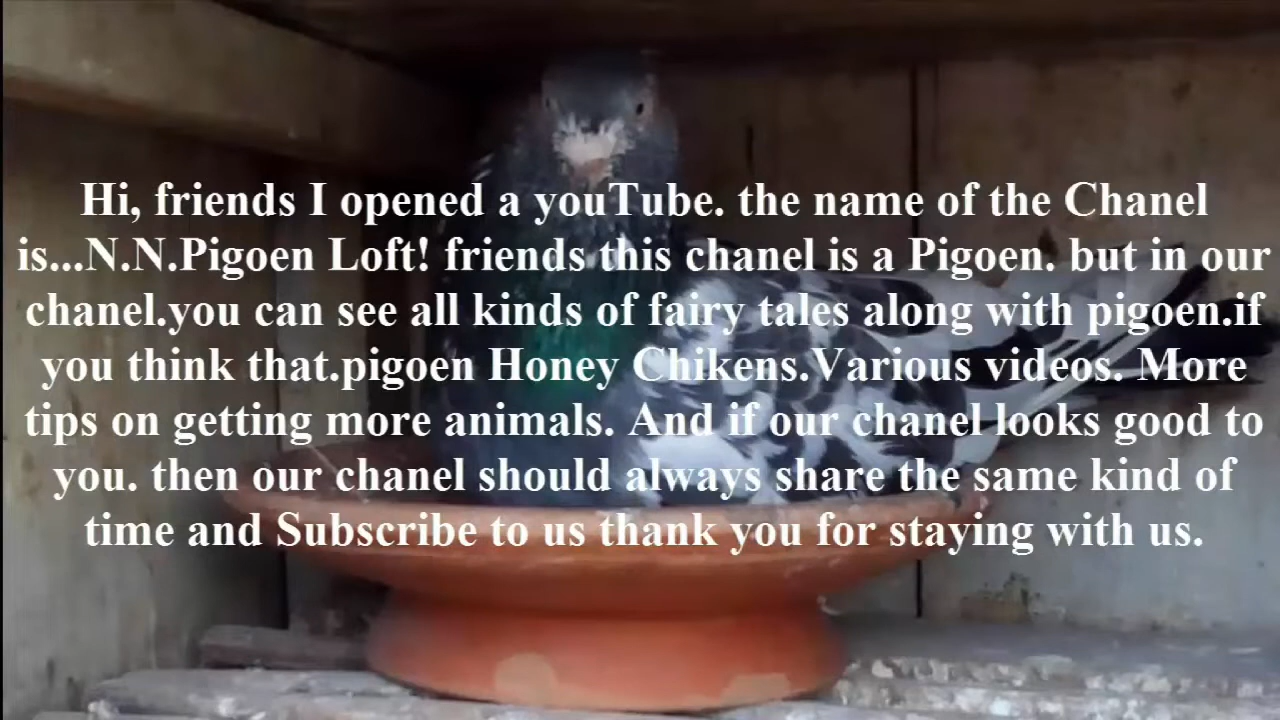 Hi, friends I opened a youTube. the name of the Chanel
is...N.N.Pigoen Loft! friends this chanel is a Pigoen. but in our
chanel.you can see all kinds of fairy tales along with pigoen.if
you think that.pigoen Honey Chikens.Various videos. More
tips on getting more animals. And if our chanel looks good to
you. then our chanel should always share the same kind of
time and Subscribe to us thank you for staying with us.